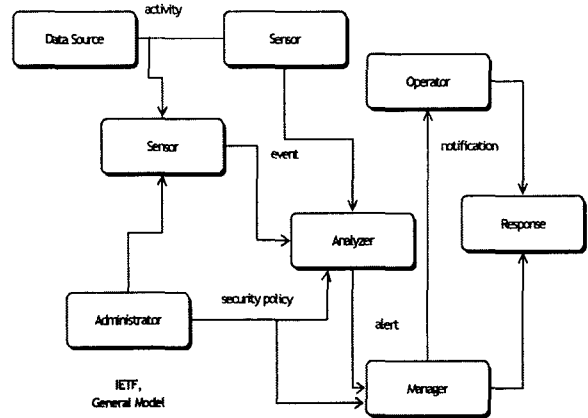 activity
Data Source
Sensor
Operator
Sensor
event
notification
Response
Analyzer
security policy
Administrator
alert
IETF,
General Model
Manager